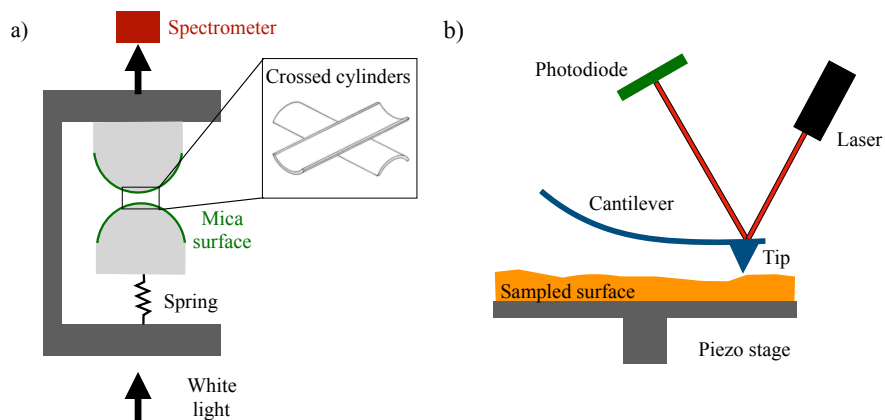 a)
Spectrometer
Crossed cylinders
Mica
surface
Spring
White
light
b)
Photodiode
Laser
Cantilever
Tip
Sampled surface
Piezo stage